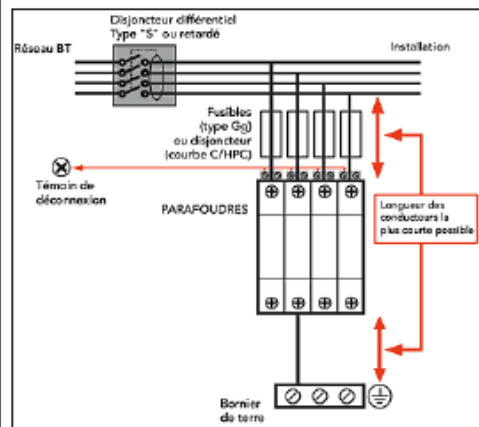 Disjoncteur différentiel
Type "S" ou retardé
Réseau BT
Installation
Fusibles
(type Gg)
ou disjoncteur
(courbe C/HPC)
Témoin de
déconnexion
PARAFOUDRES
Longueur des
conducteurs la
plus courte possible
Bornier
de terre